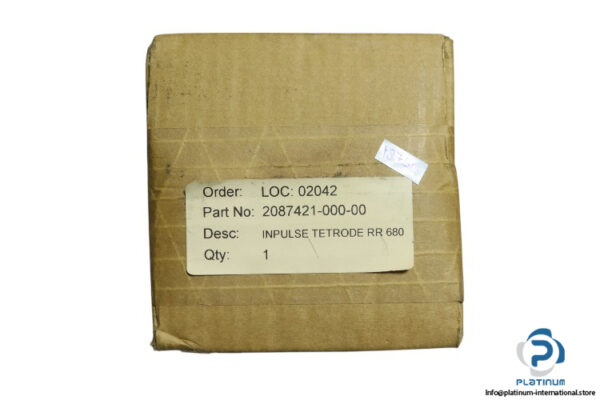 Order: LOC: 02042
Part No: 2087421-000-00
Desc: INPULSE TETRODE RR 680
Qty: 1
PLATINUM
Info@platinum-international.store